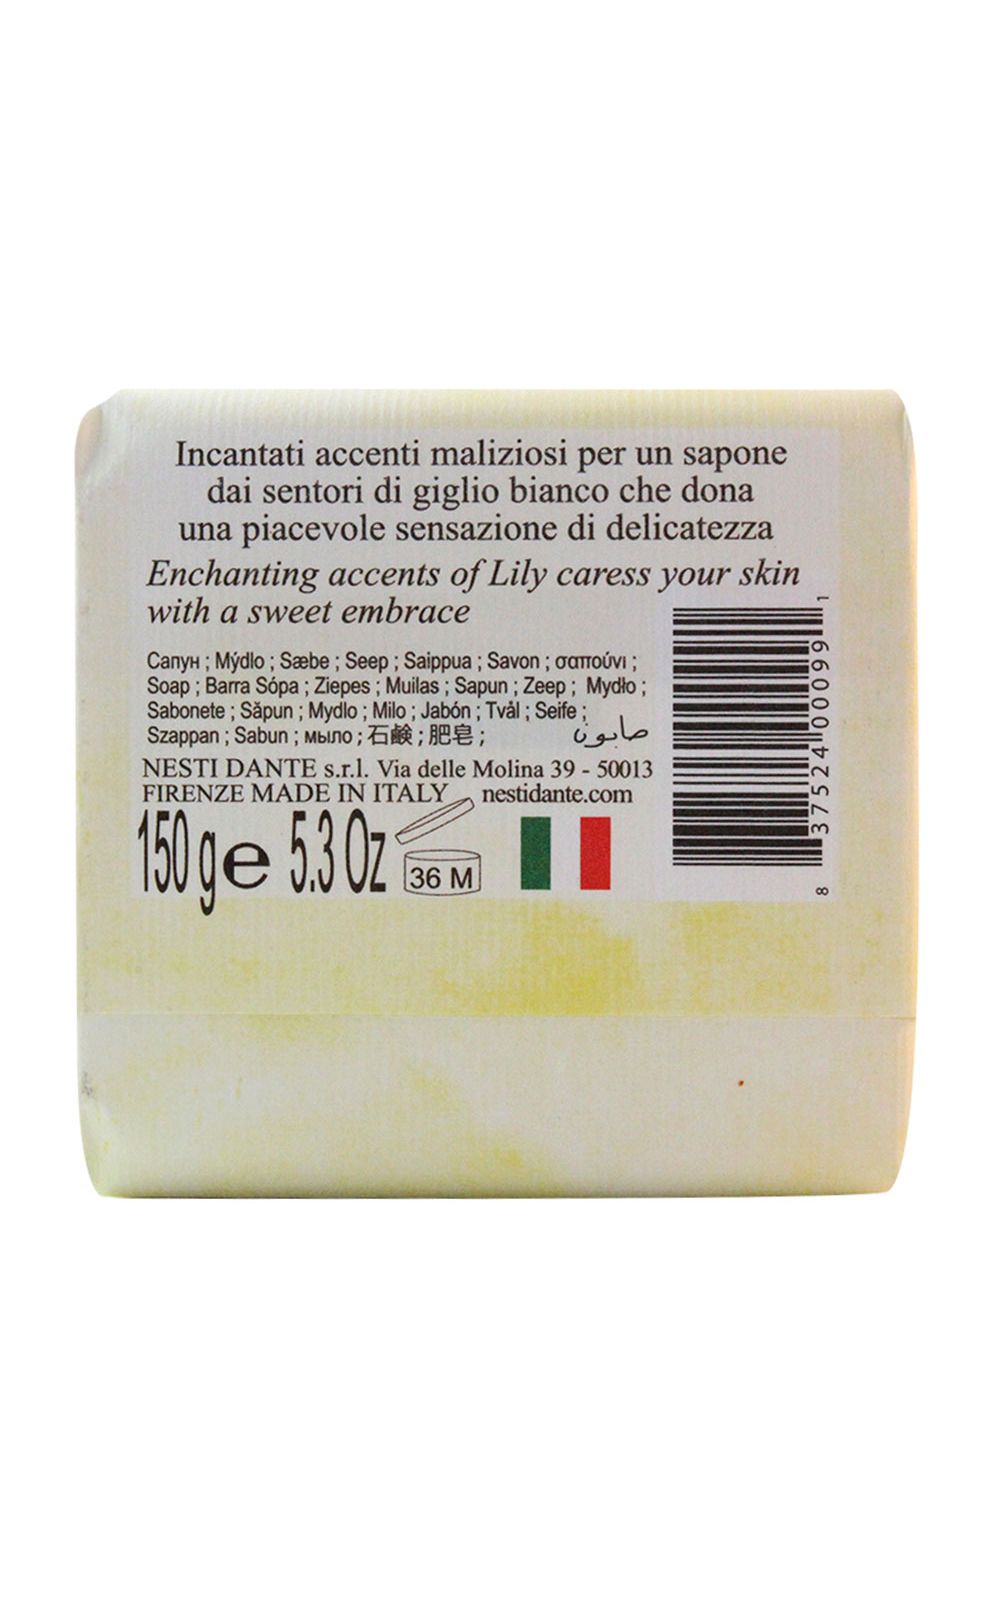 Incantati accenti maliziosi per un sapone
dai sentori di giglio bianco che dona
una piacevole sensazione di delicatezza
Enchanting accents of Lily caress your skin
with a sweet embrace
Сапун ; Mýdlo ; Sæbe ; Seep ; Saippua ; Savon ; σαπούνι ;
Soap ; Barra Sópa ; Ziepes ; Muilas ; Sapun ; Zeep ; Mydło ;
Sabonete ; Săpun ; Mydlo ; Milo ; Jabón ; Tvål ; Seife ;
Szappan ; Sabun ; мыло ; 石鹸 ; 肥皂 ; صابون
NESTI DANTE s.r.l. Via delle Molina 39 - 50013
FIRENZE MADE IN ITALY nestidante.com
150 g e 5.3 Oz
36 M
8 37524 00099 1